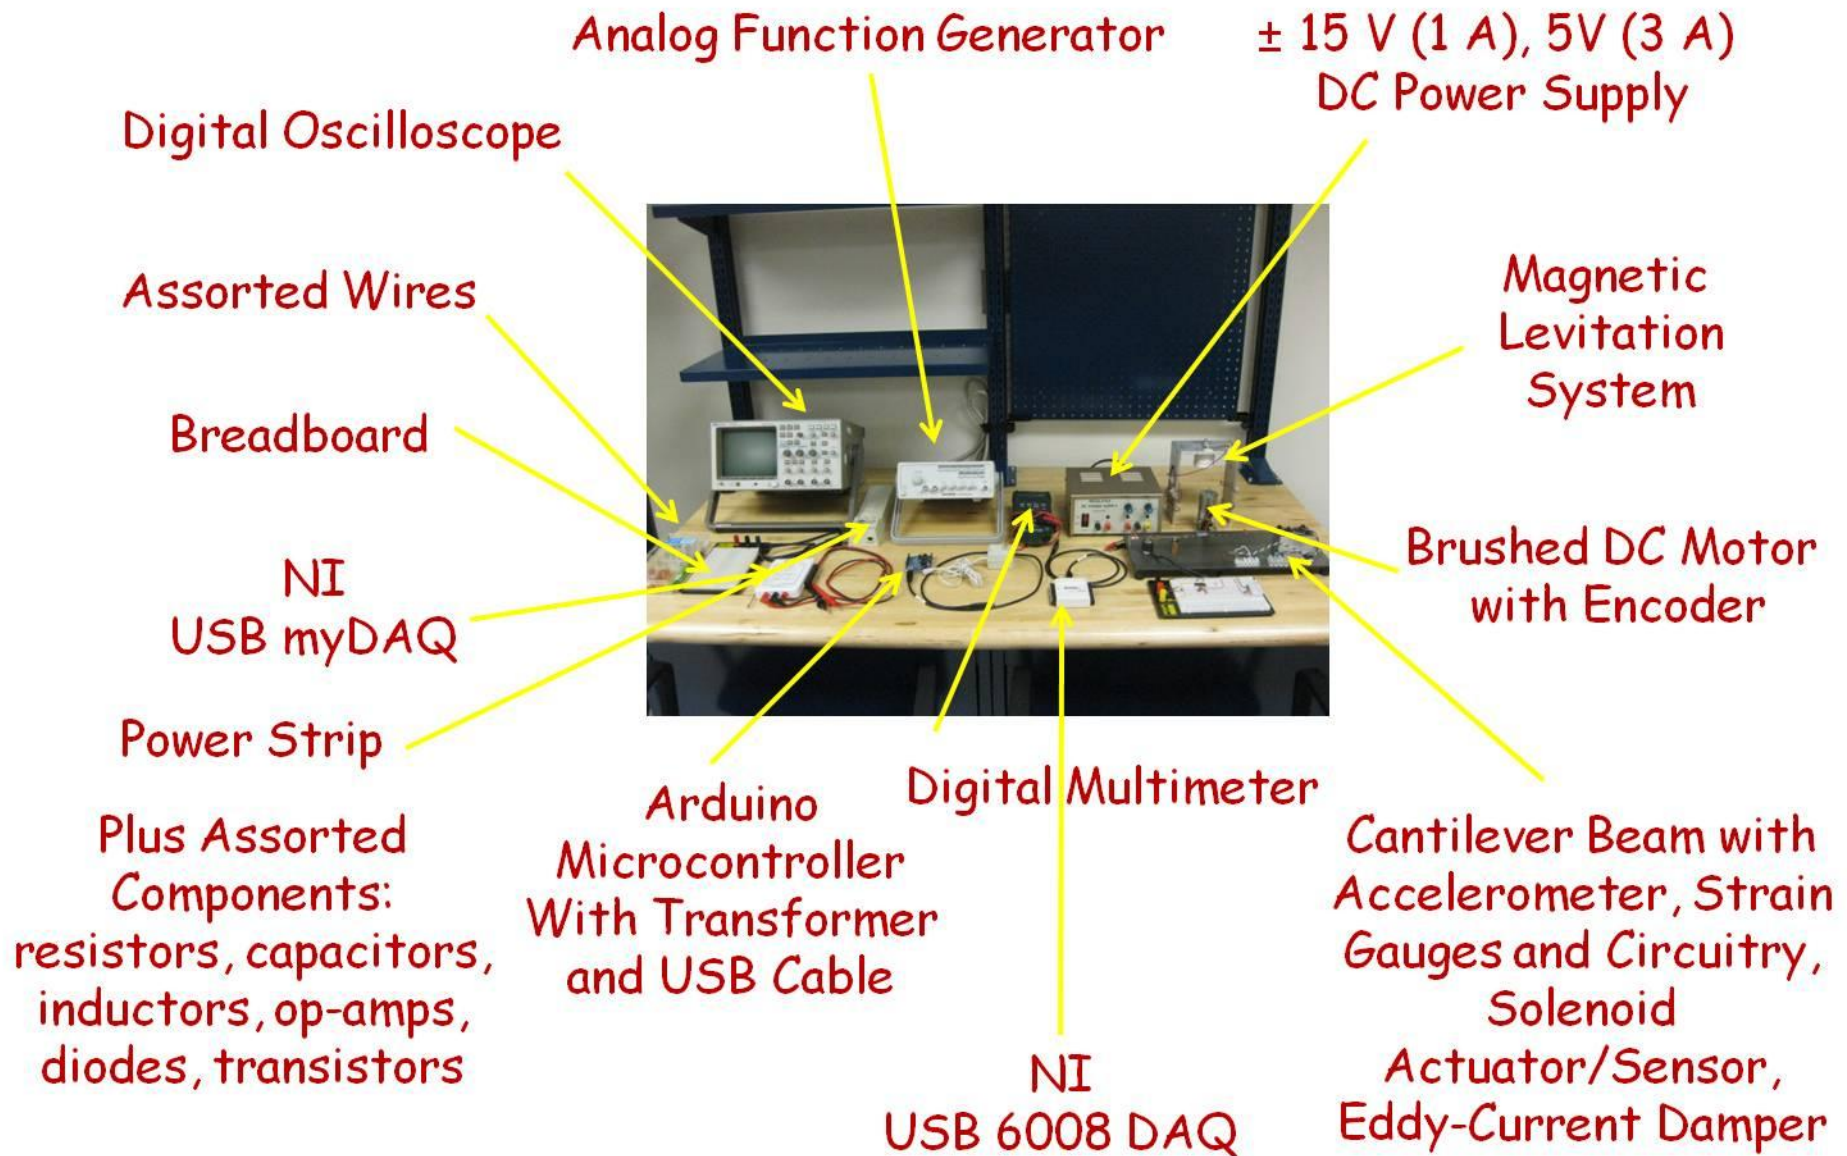 Analog Function Generator
± 15 V (1 A), 5V (3 A)
DC Power Supply
Digital Oscilloscope
Assorted Wires
Magnetic
Levitation
System
Breadboard
NI
USB myDAQ
Brushed DC Motor
with Encoder
Power Strip
Digital Multimeter
Arduino
Microcontroller
With Transformer
and USB Cable
Plus Assorted
Components:
resistors, capacitors,
inductors, op-amps,
diodes, transistors
Cantilever Beam with
Accelerometer, Strain
Gauges and Circuitry,
Solenoid
Actuator/Sensor,
Eddy-Current Damper
NI
USB 6008 DAQ